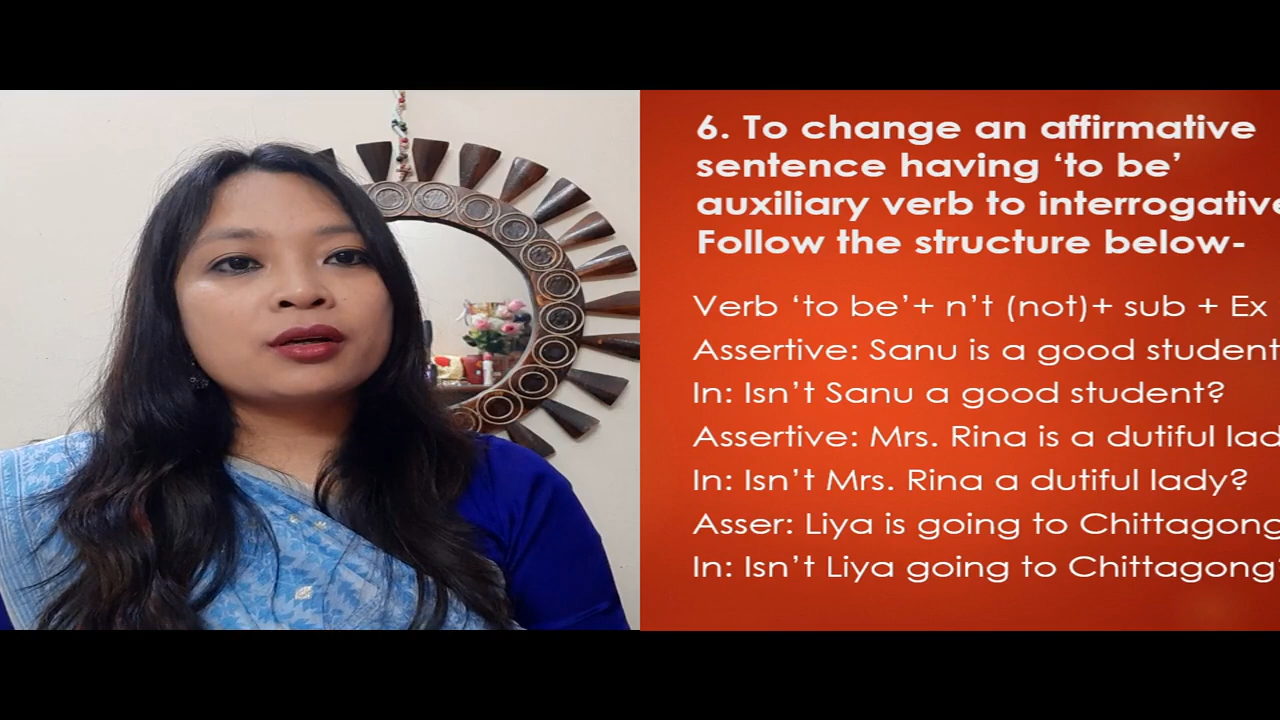 6. To change an affirmative
sentence having ‘to be’
auxiliary verb to interrogative
Follow the structure below-
Verb ‘to be’+ n’t (not)+ sub + Ex
Assertive: Sanu is a good student
In: Isn’t Sanu a good student?
Assertive: Mrs. Rina is a dutiful lad
In: Isn’t Mrs. Rina a dutiful lady?
Asser: Liya is going to Chittagong
In: Isn’t Liya going to Chittagong?